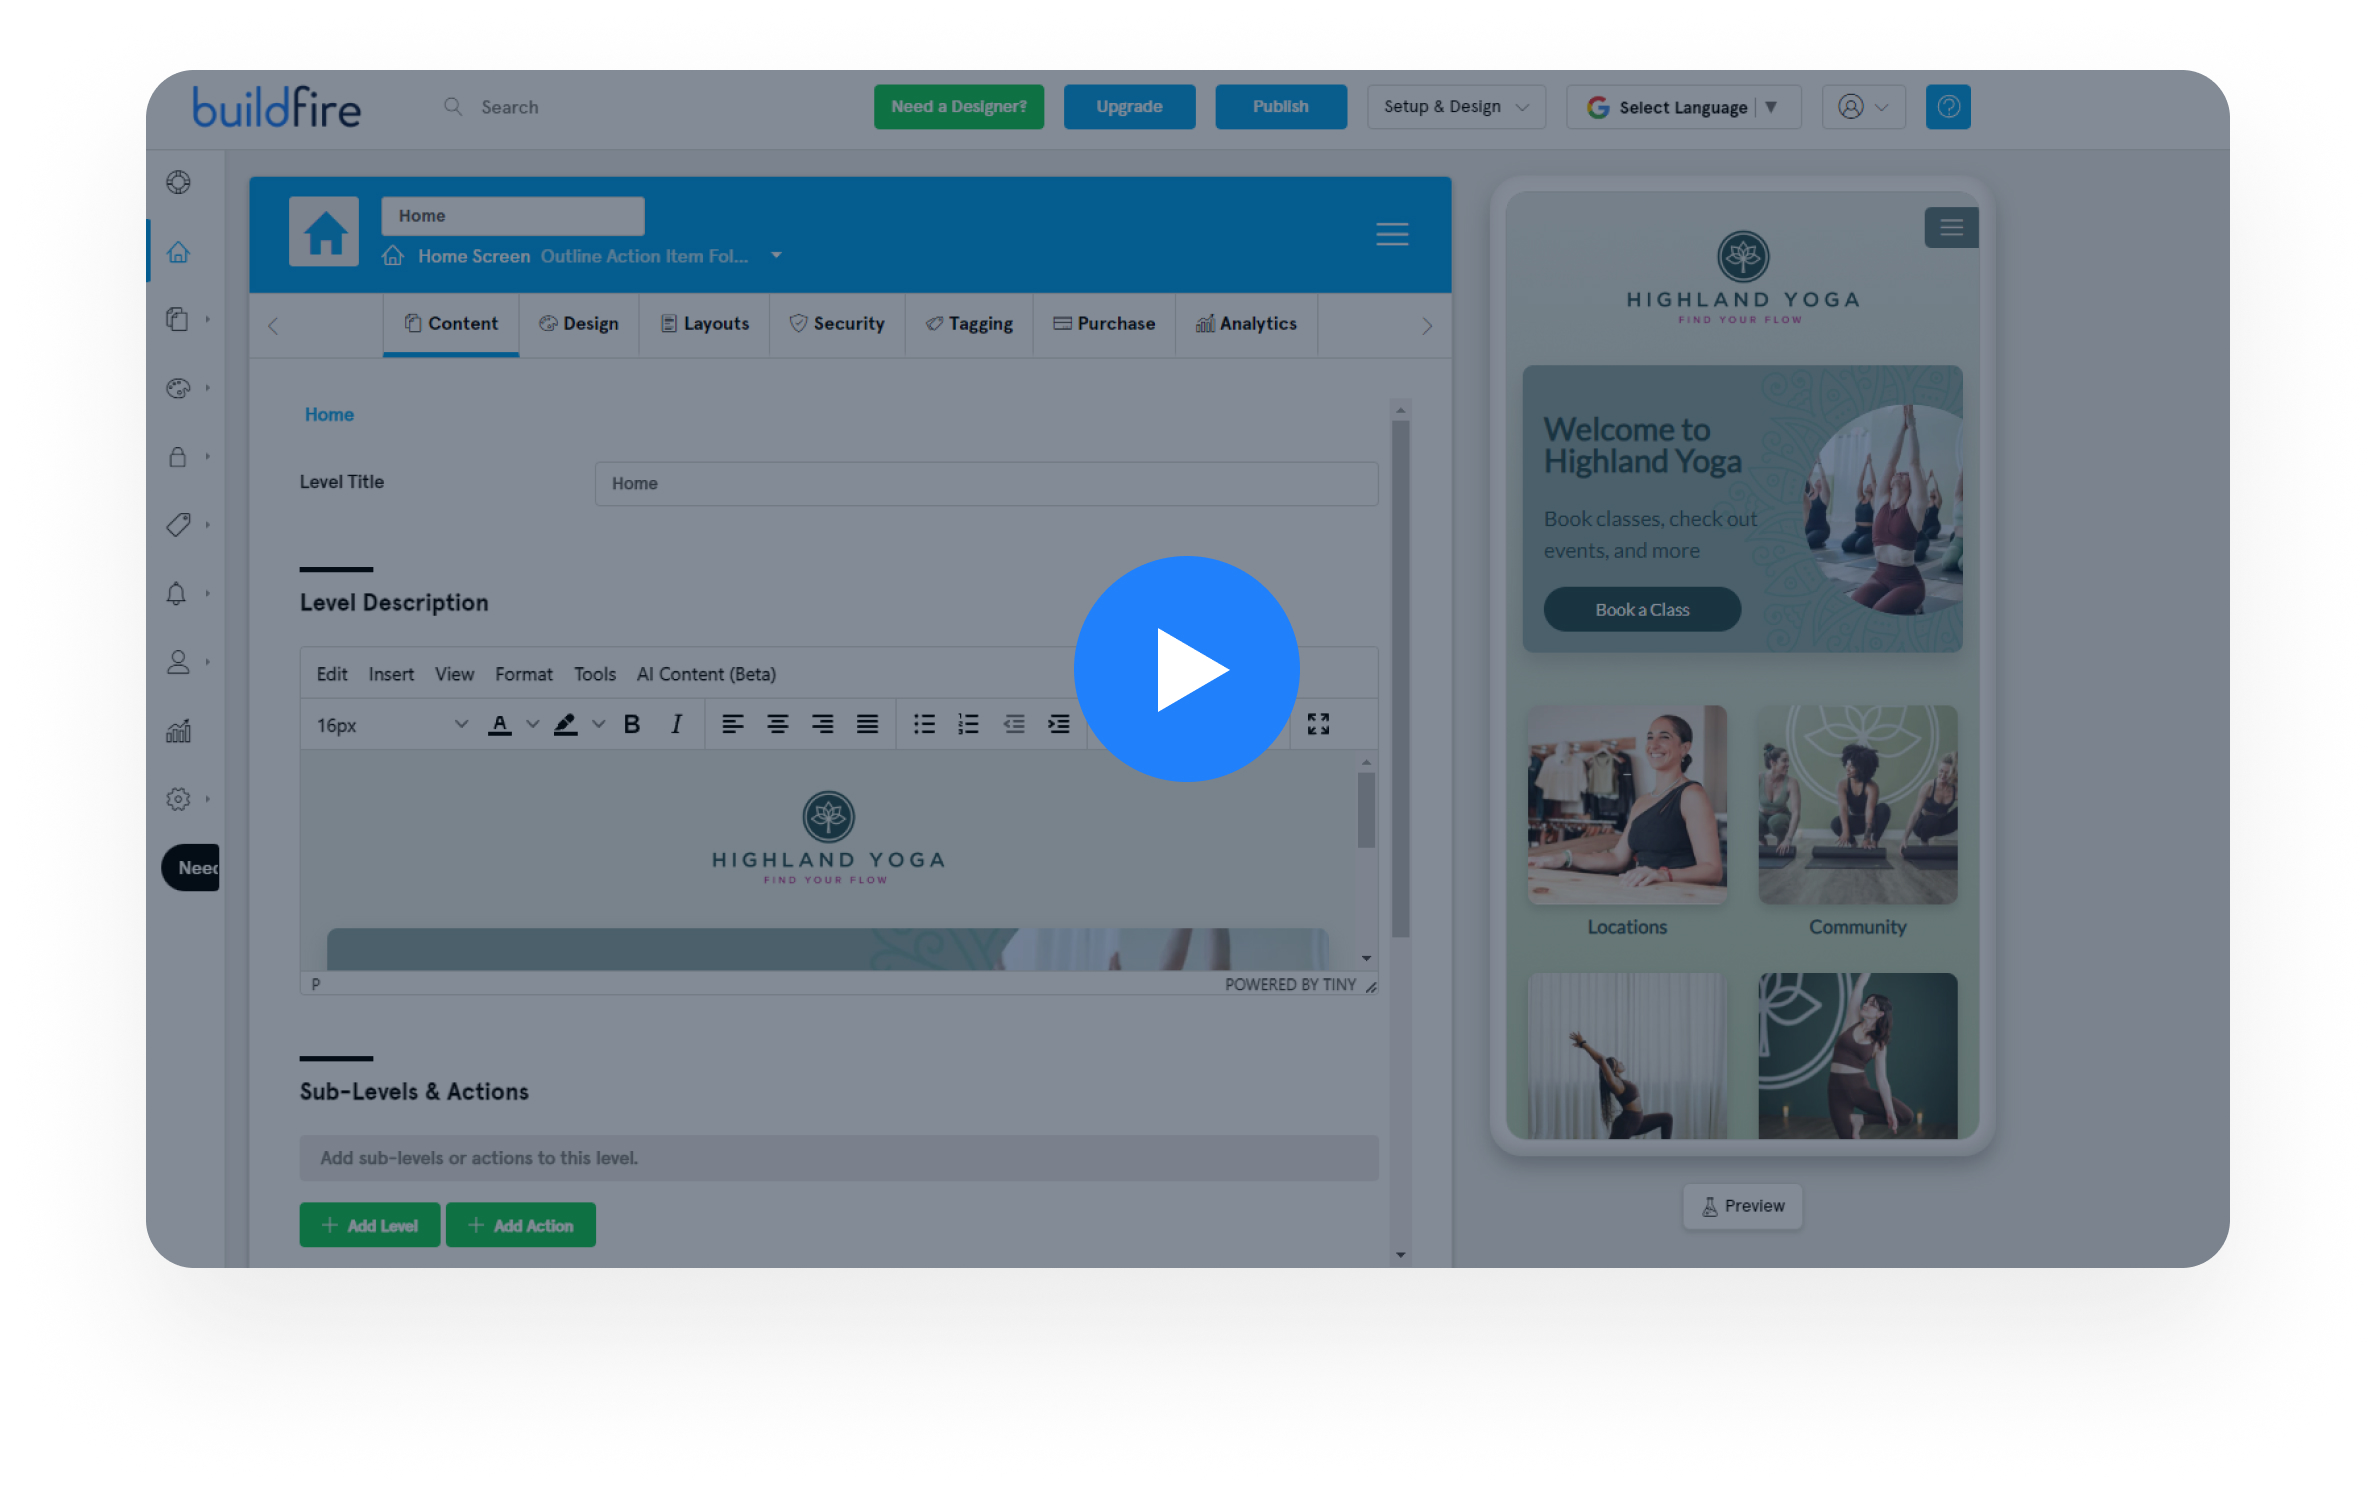 buildfire
Search
Need a Designer?
Upgrade
Publish
Setup & Design
Select Language
Home
Home Screen Outline Action Item Fol...
Content
Design
Layouts
Security
Tagging
Purchase
Analytics
Home
Level Title
Home
Level Description
Edit Insert View Format Tools AI Content (Beta)
16px
HIGHLAND YOGA
FIND YOUR FLOW
P
POWERED BY TINY
Sub-Levels & Actions
Add sub-levels or actions to this level.
Add Level
Add Action
HIGHLAND YOGA
FIND YOUR FLOW
Welcome to
Highland Yoga
Book classes, check out
events, and more
Book a Class
Locations
Community
Preview